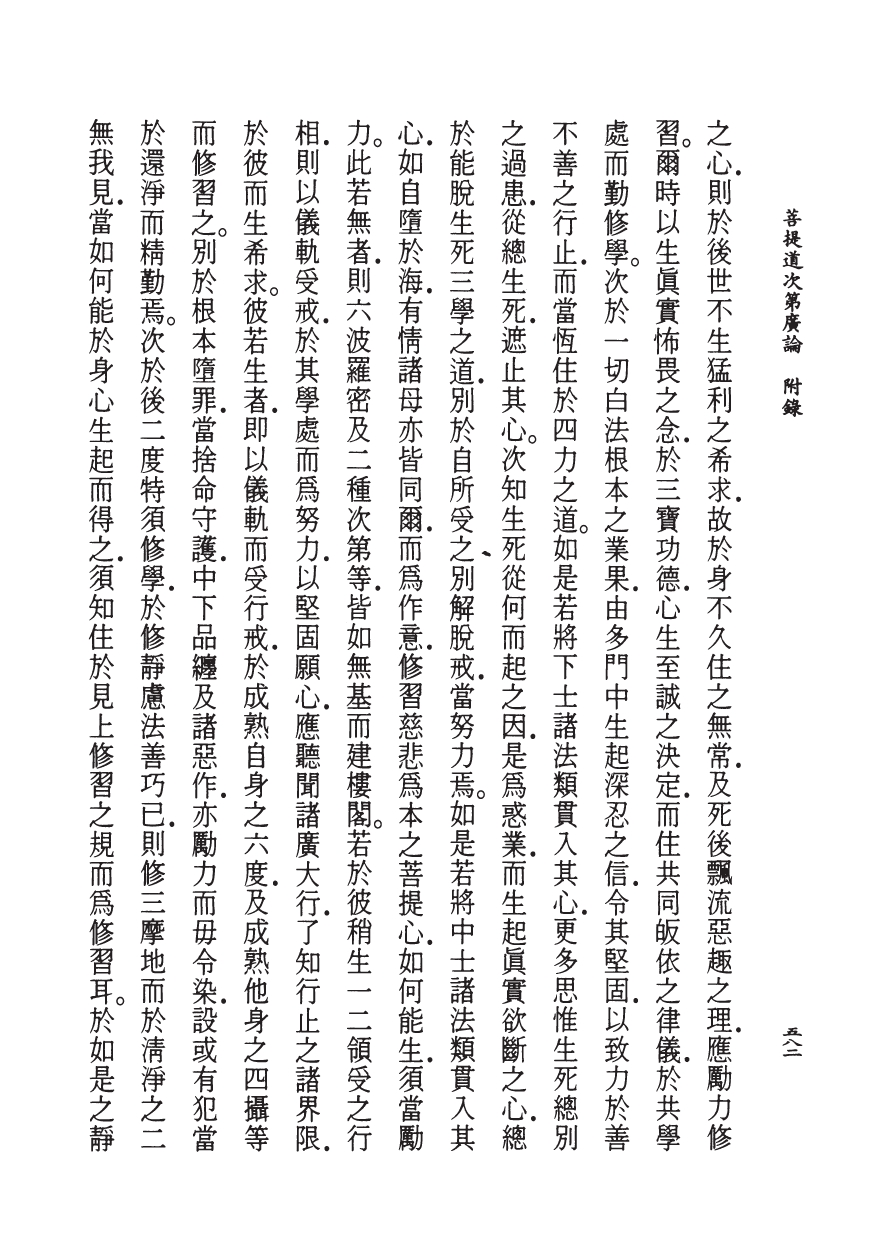 菩提道次第廣論　附錄
五八二
之心．則於後世不生猛利之希求．故於身不久住之無常．及死後飄流惡趣之理．應勵力修
習。爾時以生眞實怖畏之念．於三寶功德．心生至誠之決定．而住共同皈依之律儀．於共學
處而勤修學。次於一切白法根本之業果．由多門中生起深忍之信．令其堅固．以致力於善
不善之行止．而當恆住於四力之道。如是若將下士諸法類貫入其心．更多思惟生死總別
之過患．從總生死．遮止其心。次知生死從何而起之因．是爲惑業．而生起眞實欲斷之心．總
於能脫生死三學之道．別於自所受之、別解脫戒．當努力焉。如是若將中士諸法類貫入其
心．如自墮於海．有情諸母亦皆同爾．而爲作意．修習慈悲爲本之菩提心．如何能生．須當勵
力。此若無者．則六波羅密及二種次第等．皆如無基而建樓閣。若於彼稍生一二領受之行
相．則以儀軌受戒．於其學處而爲努力．以堅固願心．應聽聞諸廣大行．了知行止之諸界限．
於彼而生希求。彼若生者．即以儀軌而受行戒．於成熟自身之六度．及成熟他身之四攝等
而修習之。別於根本墮罪．當捨命守護．中下品纏及諸惡作．亦勵力而毋令染．設或有犯當
於還淨而精勤焉。次於後二度特須修學．於修靜慮法善巧已．則修三摩地而於淸淨之二
無我見．當如何能於身心生起而得之．須知住於見上修習之規而爲修習耳。於如是之靜